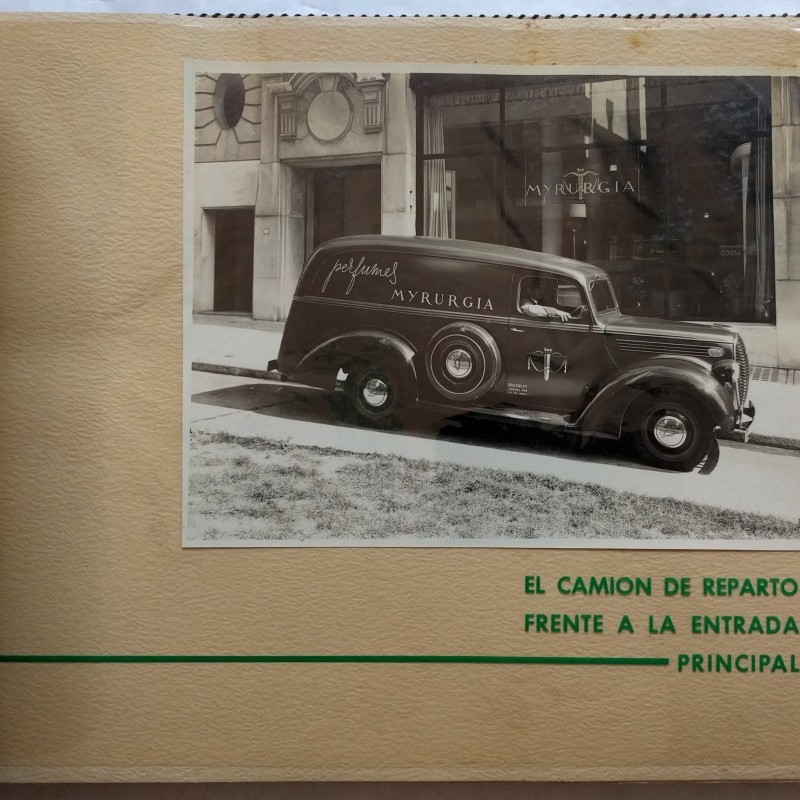 MYRURGIA
perfumes
MYRURGIA
EL CAMION DE REPARTO
FRENTE A LA ENTRADA
PRINCIPAL